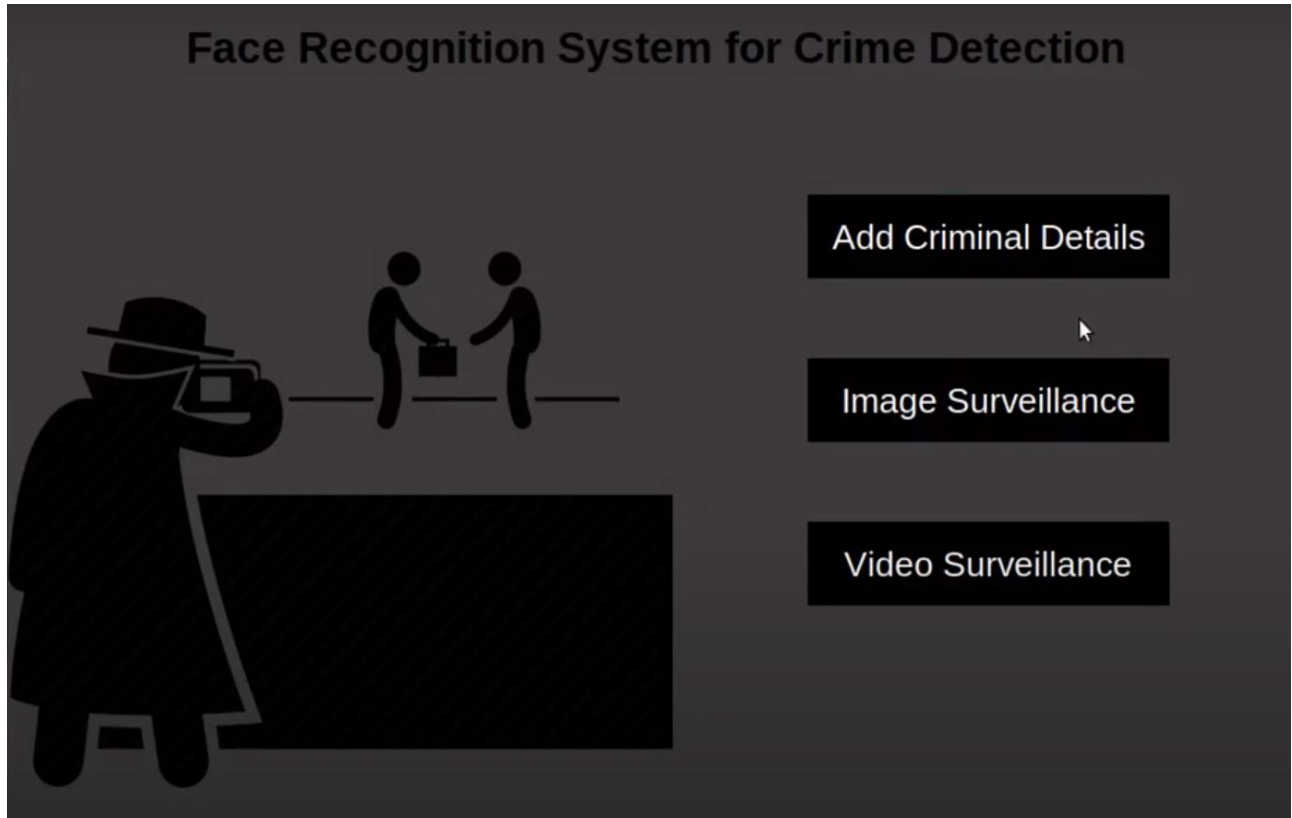 Face Recognition System for Crime Detection
Add Criminal Details
Image Surveillance
Video Surveillance